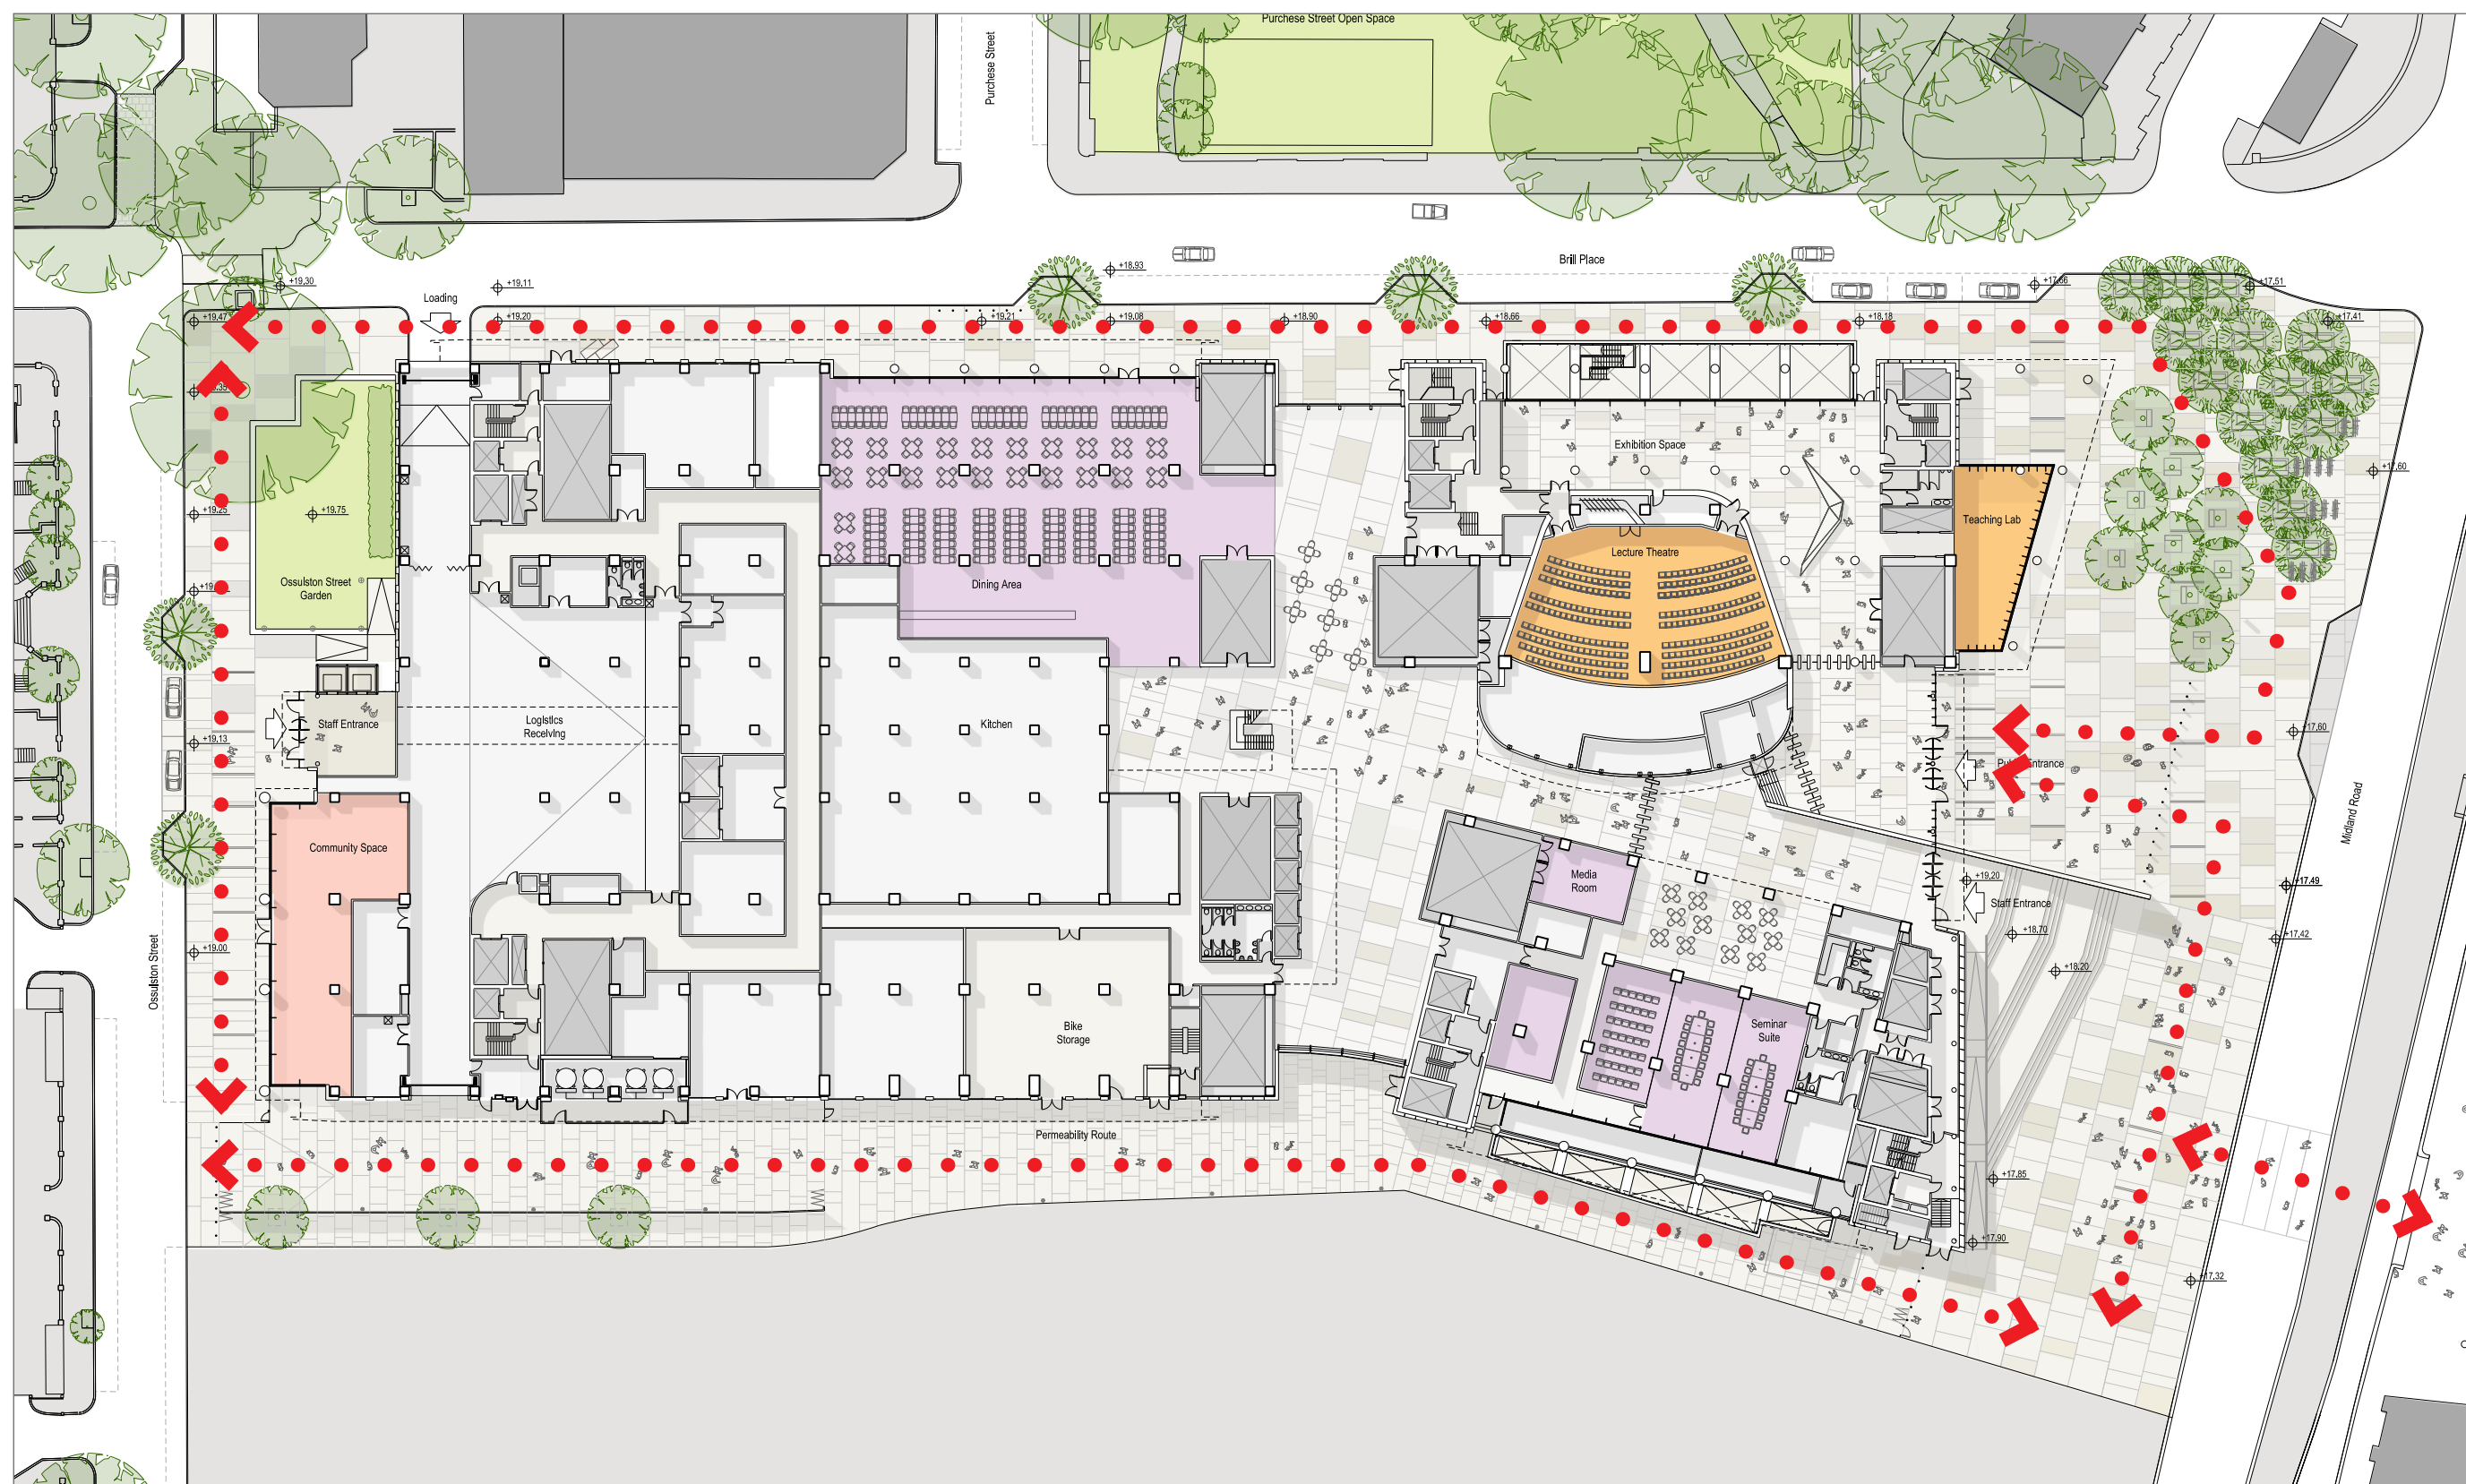 Purchese Street Open Space
Purchese Street
Brill Place
+18,93
+19,30
+19,11
+17,66
+17,51
Loading
+19,47
+19,20
+19,21
+19,08
+18,90
+18,66
+18,18
+17,41
Exhibition Space
+17,60
+19,25
+19,75
Teaching Lab
Lecture Theatre
Ossulston Street
Garden
Dining Area
Staff Entrance
Logistics
Receiving
Kitchen
+19,13
+17,60
Entrance
Midland Road
Community Space
Media
Room
+19,20
+17,49
Staff Entrance
+18,70
+17,42
+19,00
Ossulston Street
+18,20
Bike
Storage
Seminar
Suite
Permeability Route
+17,85
+17,90
+17,32